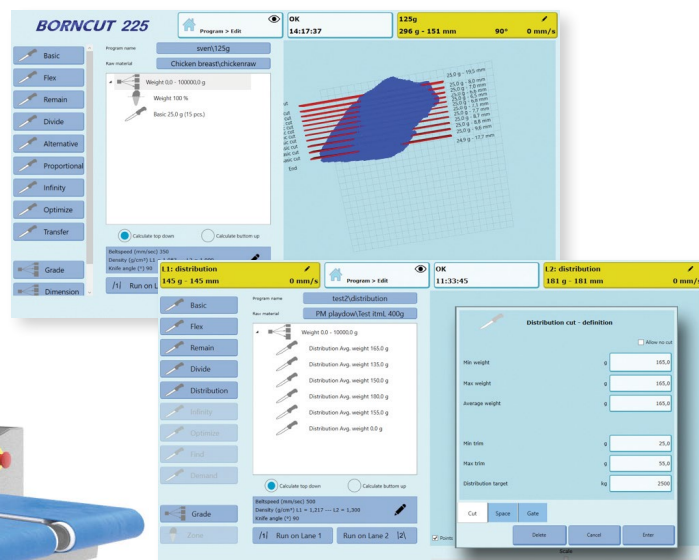 BORNCUT 225
Program > Edit
OK
14:17:37
125g
296 g - 151 mm 90° 0 mm/s
Basic
Flex
Remain
Divide
Alternative
Proportional
Infinity
Optimize
Transfer
Grade
Dimension
Program name
sven\125g
Raw material
Chicken breast\chickenraw
Weight 0,0 - 100000,0 g
Weight 100 %
Basic 25,0 g (15 pcs.)
Calculate top down
Calculate buttom up
Beltspeed (mm/sec) 350
Knife angle (°) 90
/1| Run on L
End
L1: distribution
145 g - 145 mm 0 mm/s
Program > Edit
OK
11:33:45
L2: distribution
181 g - 181 mm 0 mm/
Basic
Flex
Remain
Divide
Distribution
Infinity
Optimize
Find
Demand
Grade
Zone
Program name
test2\distribution
Raw material
PM playdow\Test itmL 400g
Weight 0,0 - 10000,0 g
Distribution Avg. weight 165.0 g
Distribution Avg. weight 135.0 g
Distribution Avg. weight 150.0 g
Distribution Avg. weight 180.0 g
Distribution Avg. weight 155.0 g
Distribution Avg. weight 0.0 g
Calculate top down
Calculate buttom up
Beltspeed (mm/sec) 500
Density (g/cm³) L1 = 1,217 --- L2 = 1,300
Knife angle (°) 90
/1| Run on Lane 1
Run on Lane 2 |2\
Distribution cut - definition
Allow no cut
Min weight g 165,0
Max weight g 165,0
Average weight g 165,0
Min trim g 25,0
Max trim g 55,0
Distribution target kg 2500
Cut
Space
Gate
Delete
Cancel
Enter
Points
Scale